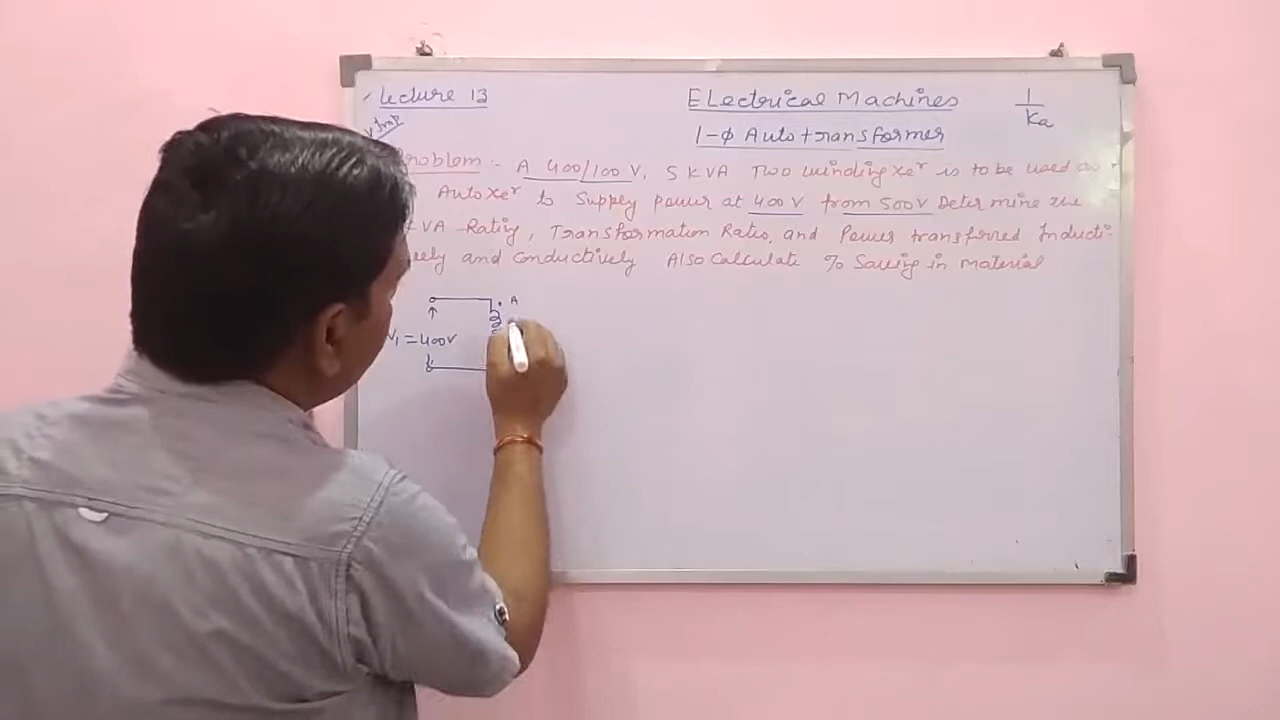 Lecture 13
Electrical Machines
1
Ka
Imp
1-φ Autotransformer
Problem :- A 400/100 V, 5 KVA Two winding xer is to be used as
Autoxer to Supply power at 400 V from 500V Determine the
KVA Rating, Transformation Ratio, and Power transferred Inducti-
vely and Conductively Also Calculate % Saving in Material
A
V1 = 400V